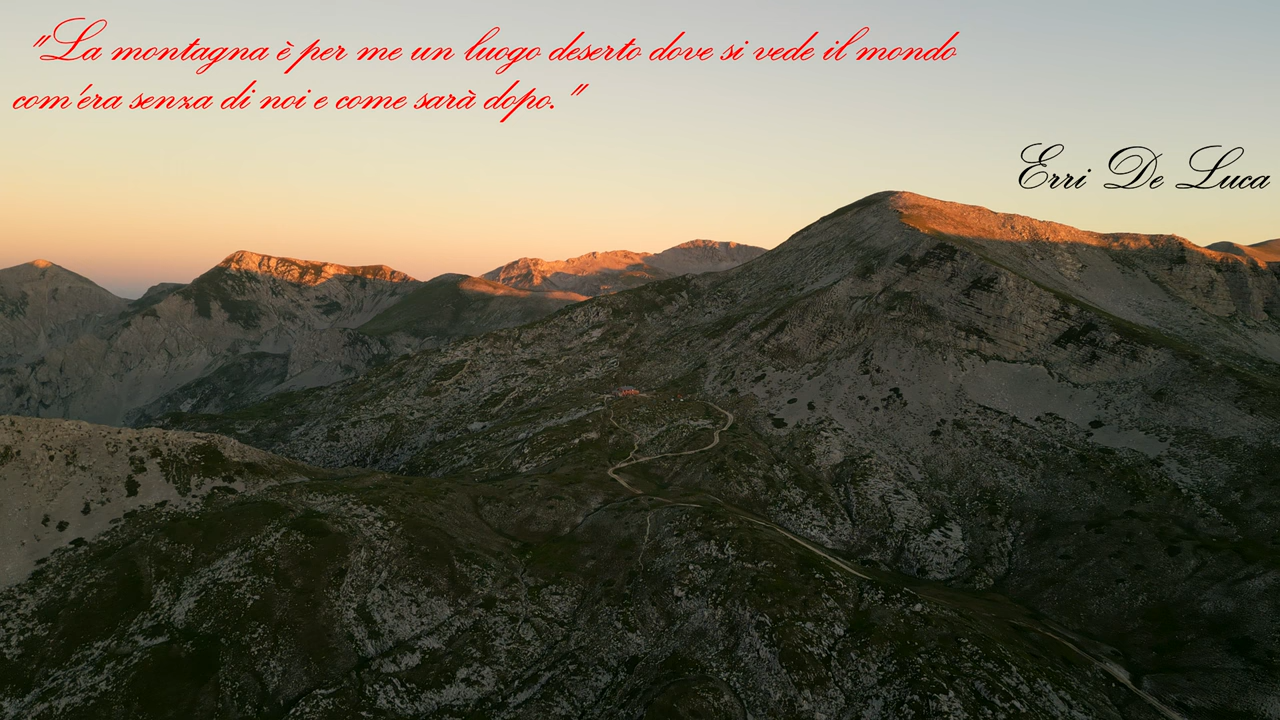 "La montagna è per me un luogo deserto dove si vede il mondo
com'era senza di noi e come sarà dopo. "
Erri De Luca